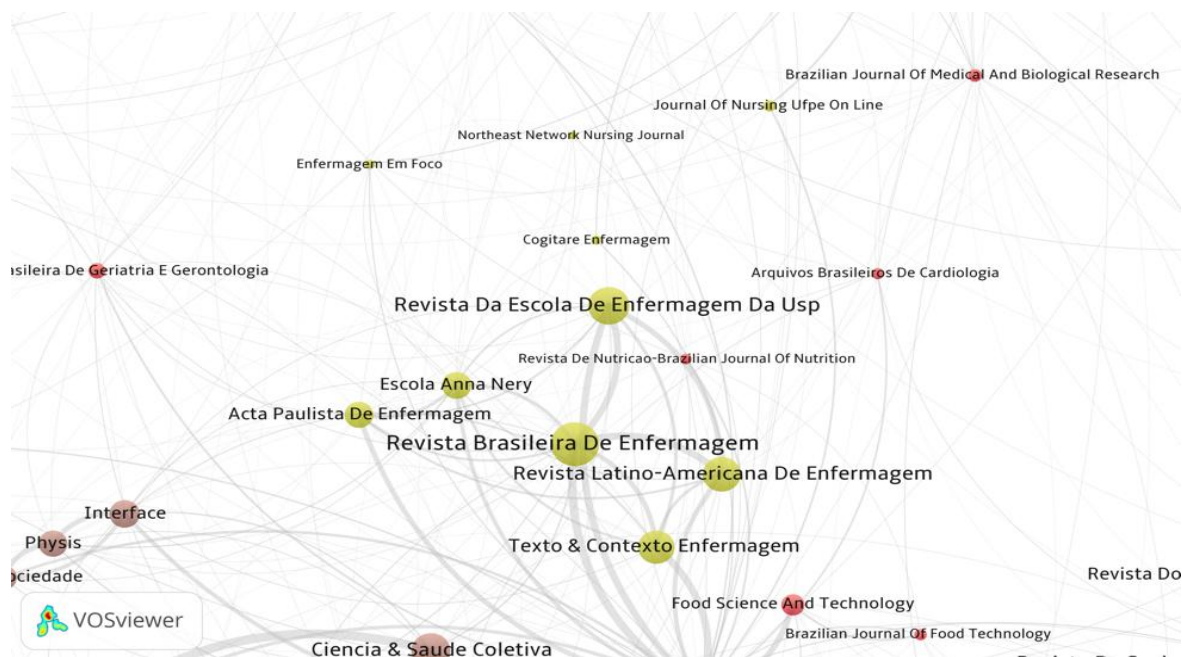 Brazilian Journal Of Medical And Biological Research
Journal Of Nursing Ufpe On Line
Northeast Network Nursing Journal
Enfermagem Em Foco
Cogitare Enfermagem
asileira De Geriatria E Gerontologia
Arquivos Brasileiros De Cardiologia
Revista Da Escola De Enfermagem Da Usp
Revista De Nutricao-Brazilian Journal Of Nutrition
Escola Anna Nery
Acta Paulista De Enfermagem
Revista Brasileira De Enfermagem
Revista Latino-Americana De Enfermagem
Interface
Physis
Texto & Contexto Enfermagem
ociedade
Revista Do
Food Science And Technology
VOSviewer
Brazilian Journal Of Food Technology
Ciencia & Saude Coletiva